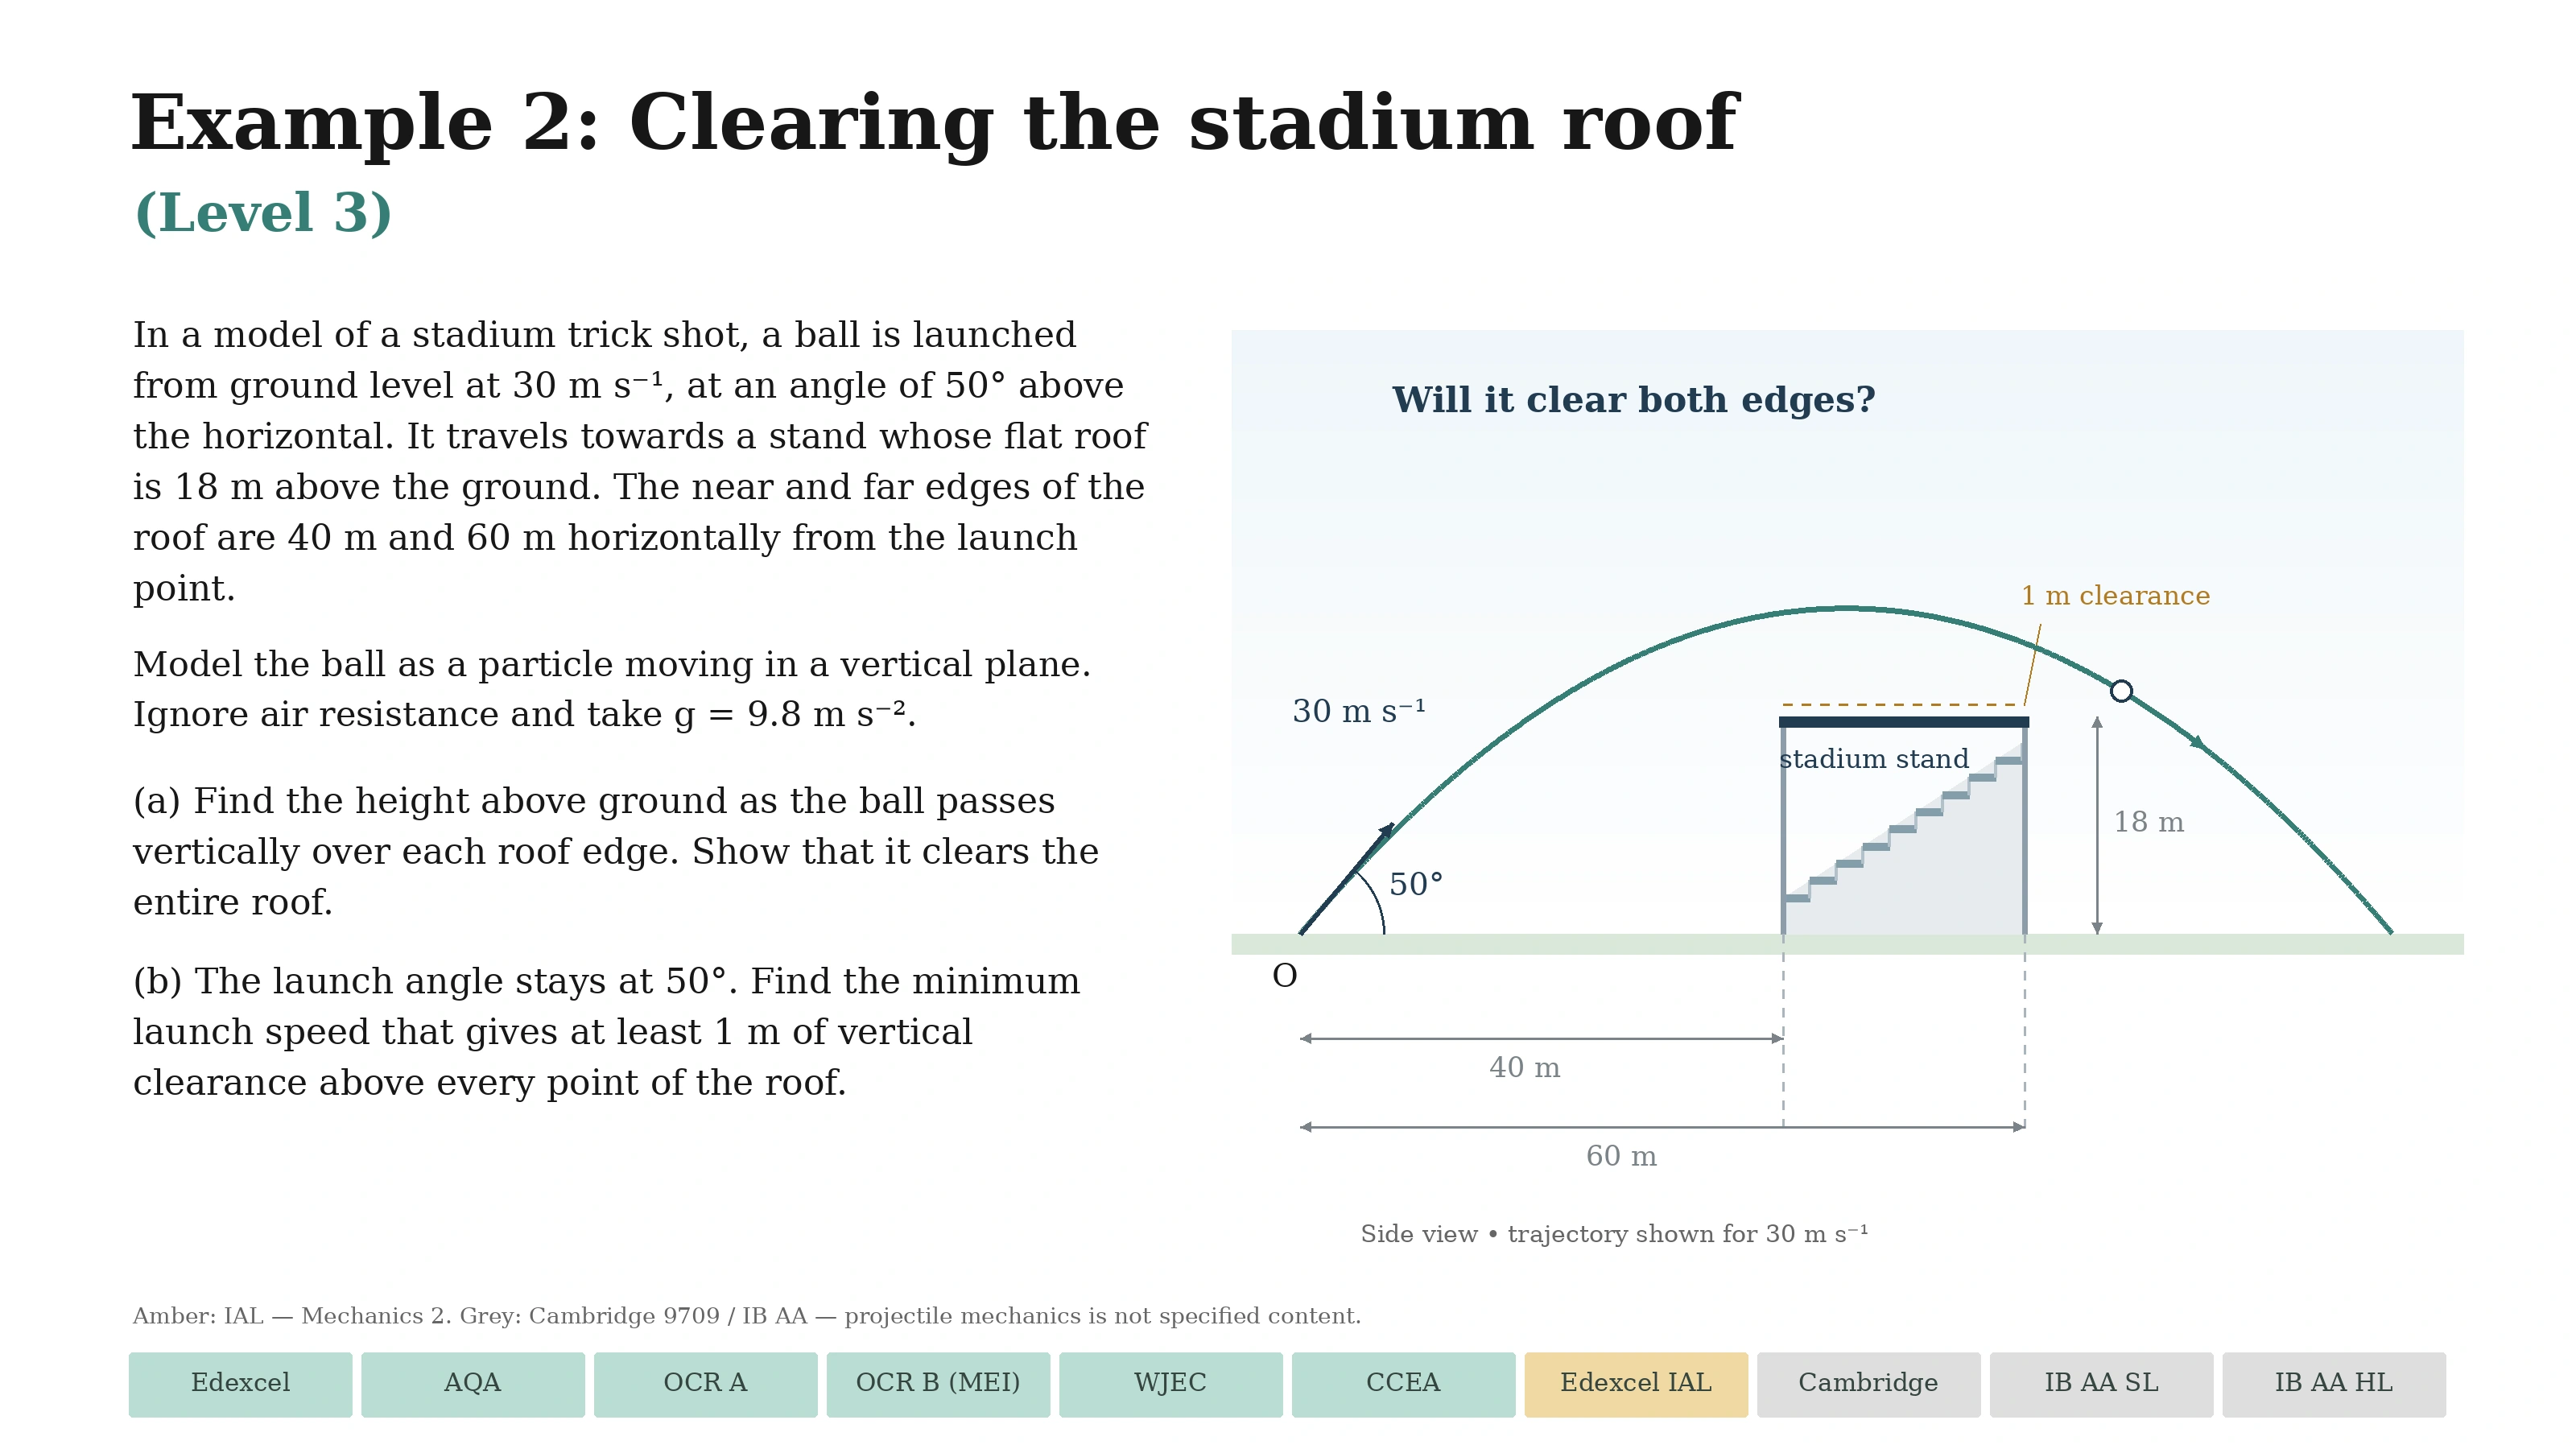 Example 2: Clearing the stadium roof
(Level 3)
In a model of a stadium trick shot, a ball is launched
from ground level at 30 m s⁻¹, at an angle of 50° above
the horizontal. It travels towards a stand whose flat roof
is 18 m above the ground. The near and far edges of the
roof are 40 m and 60 m horizontally from the launch
point.
Model the ball as a particle moving in a vertical plane.
Ignore air resistance and take g = 9.8 m s⁻².
(a) Find the height above ground as the ball passes
vertically over each roof edge. Show that it clears the
entire roof.
(b) The launch angle stays at 50°. Find the minimum
launch speed that gives at least 1 m of vertical
clearance above every point of the roof.
Will it clear both edges?
1 m clearance
30 m s⁻¹
stadium stand
18 m
50°
O
40 m
60 m
Side view • trajectory shown for 30 m s⁻¹
Amber: IAL — Mechanics 2. Grey: Cambridge 9709 / IB AA — projectile mechanics is not specified content.
Edexcel AQA OCR A OCR B (MEI) WJEC CCEA Edexcel IAL Cambridge IB AA SL IB AA HL